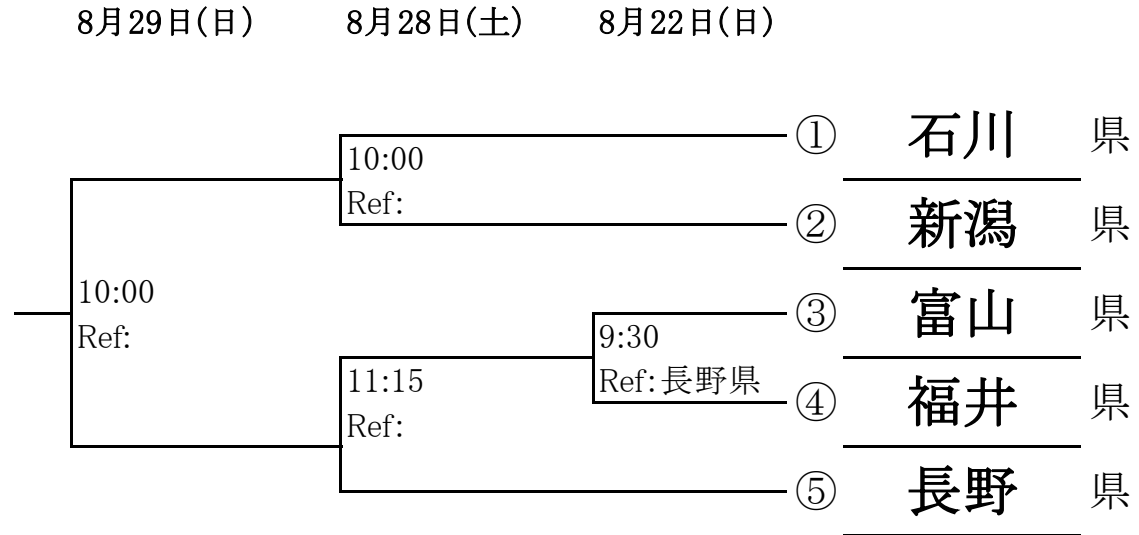 8月29日(日) 8月28日(土) 8月22日(日)
① 石川 県
10:00
Ref:
② 新潟 県
10:00
Ref:
③ 富山 県
9:30
Ref:長野県
④ 福井 県
11:15
Ref:
⑤ 長野 県